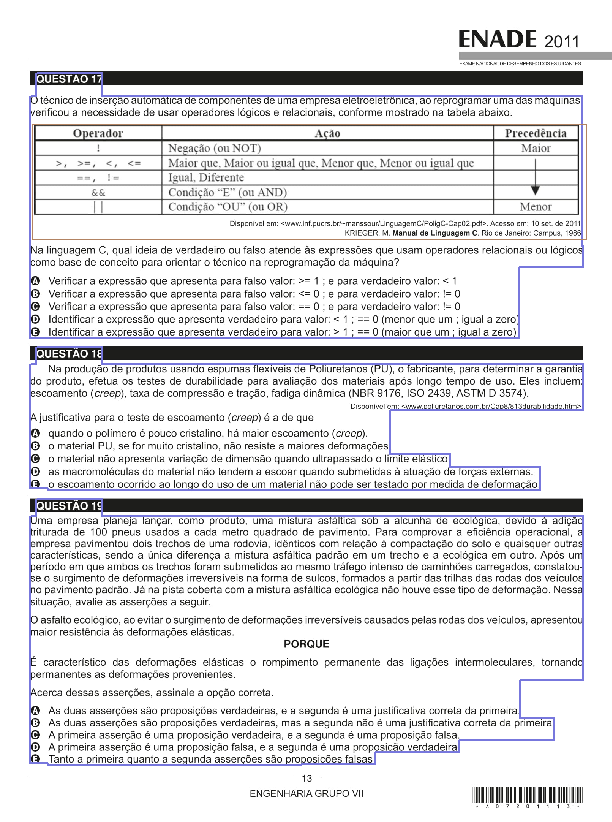 ENADE 2011
EXAME NACIONAL DE DESEMPENHO DOS ESTUDANTES
QUESTÃO 17
O técnico de inserção automática de componentes de uma empresa eletroeletrônica, ao reprogramar uma das máquinas,
verificou a necessidade de usar operadores lógicos e relacionais, conforme mostrado na tabela abaixo.
Operador Ação Precedência
! Negação (ou NOT) Maior
>, >=, <, <= Maior que, Maior ou igual que, Menor que, Menor ou igual que
==, != Igual, Diferente
&& Condição “E” (ou AND)
|| Condição “OU” (ou OR) Menor
Disponível em: <www.inf.pucrs.br/~manssour/LinguagemC/PoligC-Cap02.pdf>. Acesso em: 10 set. de 2011
KRIEGER. M. Manual de Linguagem C. Rio de Janeiro: Campus, 1986
Na linguagem C, qual ideia de verdadeiro ou falso atende às expressões que usam operadores relacionais ou lógicos
como base de conceito para orientar o técnico na reprogramação da máquina?
A Verificar a expressão que apresenta para falso valor: >= 1 ; e para verdadeiro valor: < 1
B Verificar a expressão que apresenta para falso valor: <= 0 ; e para verdadeiro valor: != 0
C Verificar a expressão que apresenta para falso valor: == 0 ; e para verdadeiro valor: != 0
D Identificar a expressão que apresenta verdadeiro para valor: < 1 ; == 0 (menor que um ; igual a zero)
E Identificar a expressão que apresenta verdadeiro para valor: > 1 ; == 0 (maior que um ; igual a zero)
QUESTÃO 18
Na produção de produtos usando espumas flexíveis de Poliuretanos (PU), o fabricante, para determinar a garantia
do produto, efetua os testes de durabilidade para avaliação dos materiais após longo tempo de uso. Eles incluem:
escoamento (creep), taxa de compressão e tração, fadiga dinâmica (NBR 9176, ISO 2439, ASTM D 3574).
Disponível em: <www.poliuretanos.com.br/Cap8/813durabilidade.htm>
A justificativa para o teste de escoamento (creep) é a de que
A quando o polímero é pouco cristalino, há maior escoamento (creep).
B o material PU, se for muito cristalino, não resiste a maiores deformações.
C o material não apresenta variação de dimensão quando ultrapassado o limite elástico.
D as macromoléculas do material não tendem a escoar quando submetidas à atuação de forças externas.
E o escoamento ocorrido ao longo do uso de um material não pode ser testado por medida de deformação.
QUESTÃO 19
Uma empresa planeja lançar, como produto, uma mistura asfáltica sob a alcunha de ecológica, devido à adição
triturada de 100 pneus usados a cada metro quadrado de pavimento. Para comprovar a eficiência operacional, a
empresa pavimentou dois trechos de uma rodovia, idênticos com relação à compactação do solo e quaisquer outras
características, sendo a única diferença a mistura asfáltica padrão em um trecho e a ecológica em outro. Após um
período em que ambos os trechos foram submetidos ao mesmo tráfego intenso de caminhões carregados, constatou-
se o surgimento de deformações irreversíveis na forma de sulcos, formados a partir das trilhas das rodas dos veículos
no pavimento padrão. Já na pista coberta com a mistura asfáltica ecológica não houve esse tipo de deformação. Nessa
situação, avalie as asserções a seguir.
O asfalto ecológico, ao evitar o surgimento de deformações irreversíveis causados pelas rodas dos veículos, apresentou
maior resistência às deformações elásticas.
PORQUE
É característico das deformações elásticas o rompimento permanente das ligações intermoleculares, tornando
permanentes as deformações provenientes.
Acerca dessas asserções, assinale a opção correta.
A As duas asserções são proposições verdadeiras, e a segunda é uma justificativa correta da primeira.
B As duas asserções são proposições verdadeiras, mas a segunda não é uma justificativa correta da primeira.
C A primeira asserção é uma proposição verdadeira, e a segunda é uma proposição falsa.
D A primeira asserção é uma proposição falsa, e a segunda é uma proposição verdadeira.
E Tanto a primeira quanto a segunda asserções são proposições falsas.
13
ENGENHARIA GRUPO VII
* A 0 7 2 0 1 1 1 3 *